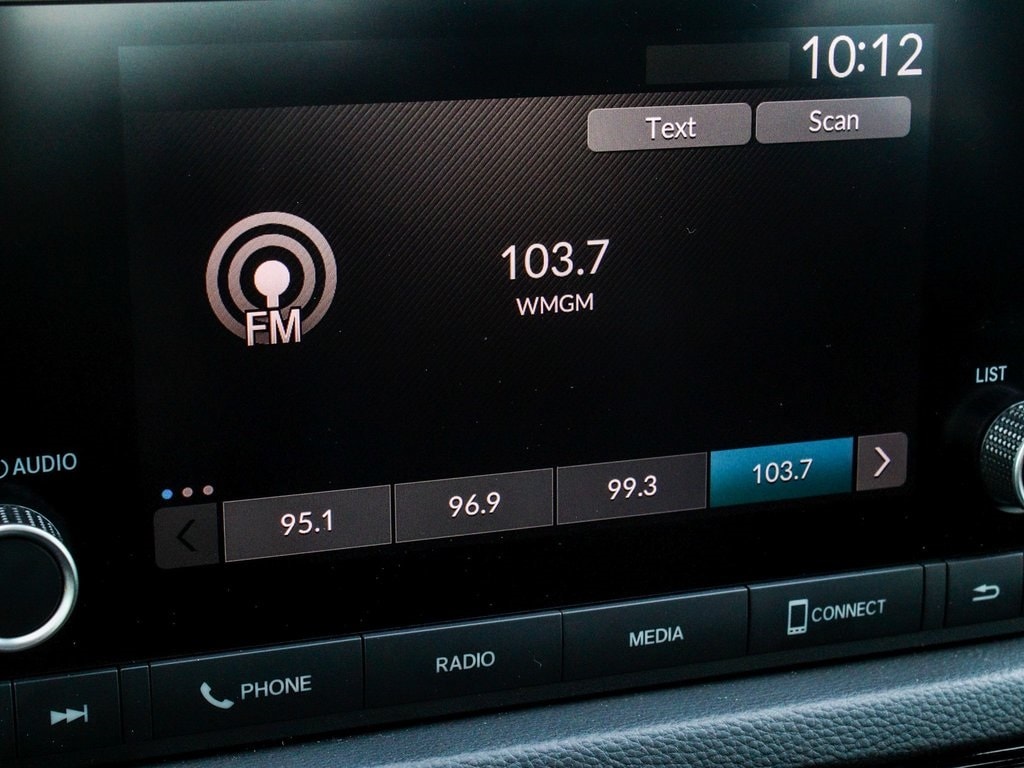 10:12
Text
Scan
FM
103.7
WMGM
LIST
AUDIO
95.1
96.9
99.3
103.7
PHONE
RADIO
MEDIA
CONNECT